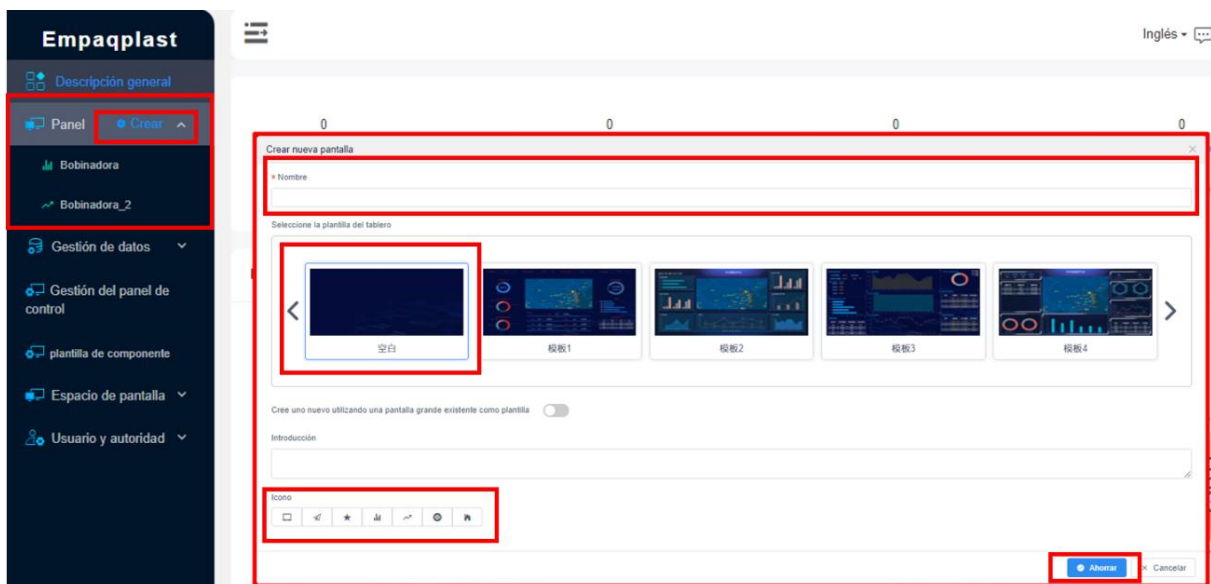 Empaqplast
Inglés
Descripción general
Panel
Crear
Bobinadora
Bobinadora_2
Gestión de datos
Gestión del panel de
control
plantilla de componente
Espacio de pantalla
Usuario y autoridad
0
0
0
0
Crear nueva pantalla
* Nombre
Seleccione la plantilla del tablero
空白
模板1
模板2
模板3
模板4
Cree uno nuevo utilizando una pantalla grande existente como plantilla
Introducción
Icono
Ahorrar
× Cancelar